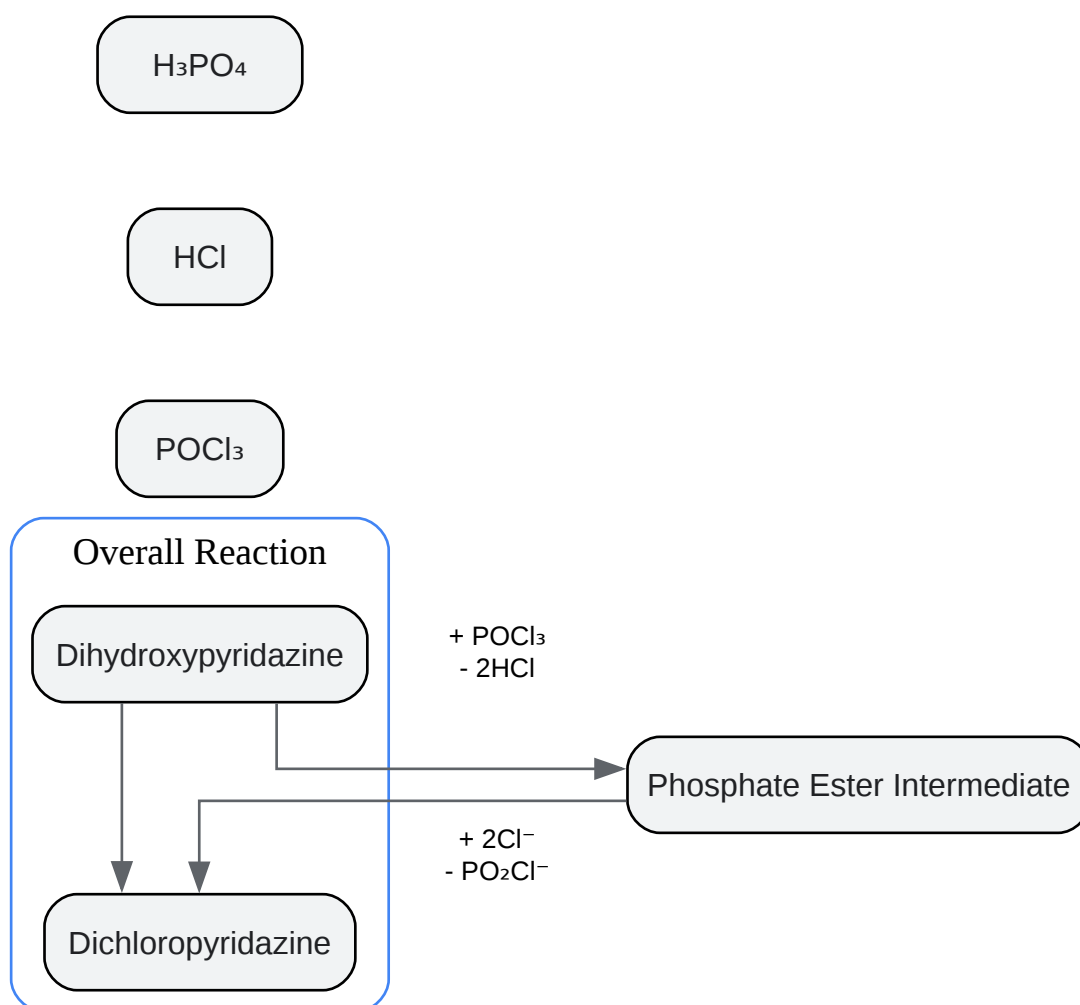 H₃PO₄
HCl
POCl₃
Overall Reaction
Dihydroxypyridazine
+ POCl₃
- 2HCl
Phosphate Ester Intermediate
+ 2Cl⁻
- PO₂Cl⁻
Dichloropyridazine